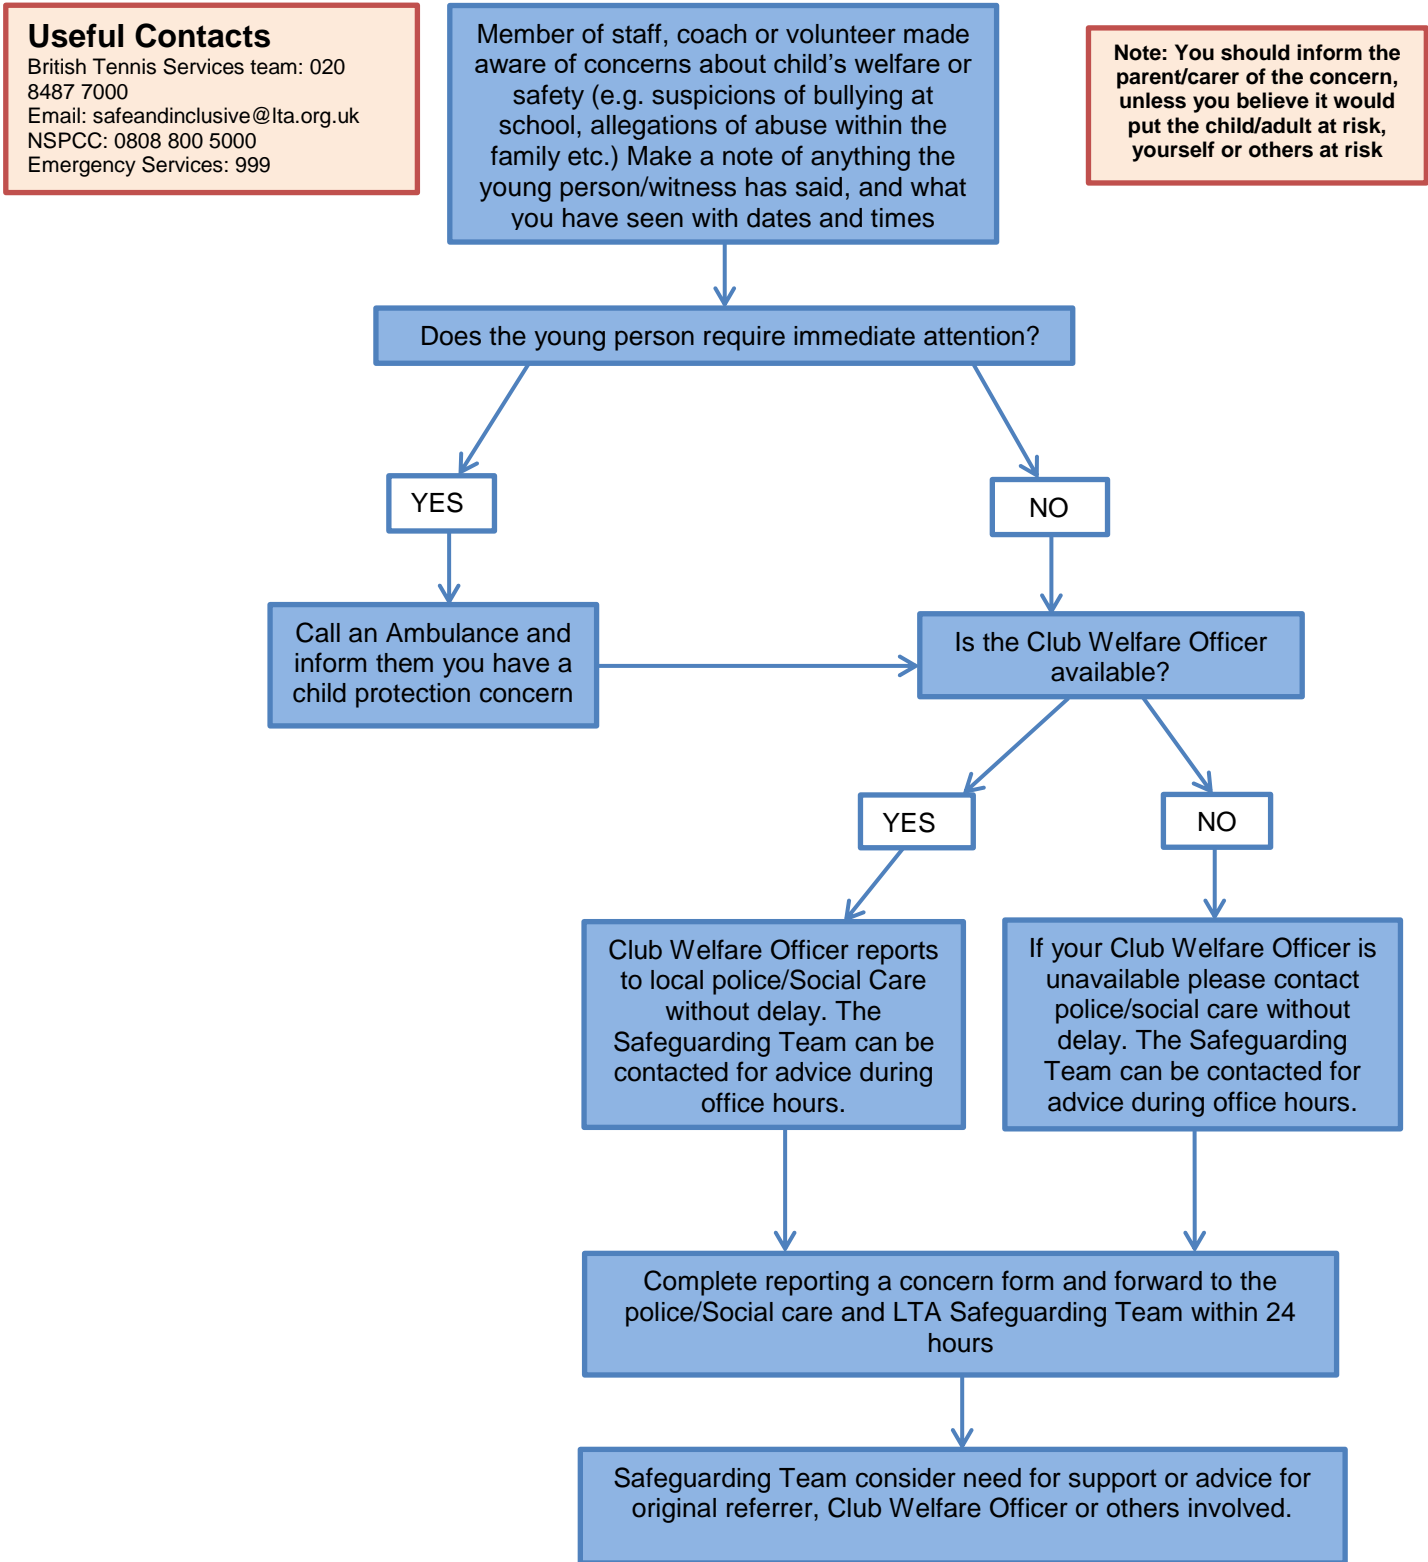 Useful Contacts
British Tennis Services team: 020
8487 7000
Email: safeandinclusive@lta.org.uk
NSPCC: 0808 800 5000
Emergency Services: 999
Member of staff, coach or volunteer made
aware of concerns about child’s welfare or
safety (e.g. suspicions of bullying at
school, allegations of abuse within the
family etc.) Make a note of anything the
young person/witness has said, and what
you have seen with dates and times
Note: You should inform the
parent/carer of the concern,
unless you believe it would
put the child/adult at risk,
yourself or others at risk
Does the young person require immediate attention?
YES
NO
Call an Ambulance and
inform them you have a
child protection concern
Is the Club Welfare Officer
available?
YES
NO
Club Welfare Officer reports
to local police/Social Care
without delay. The
Safeguarding Team can be
contacted for advice during
office hours.
If your Club Welfare Officer is
unavailable please contact
police/social care without
delay. The Safeguarding
Team can be contacted for
advice during office hours.
Complete reporting a concern form and forward to the
police/Social care and LTA Safeguarding Team within 24
hours
Safeguarding Team consider need for support or advice for
original referrer, Club Welfare Officer or others involved.